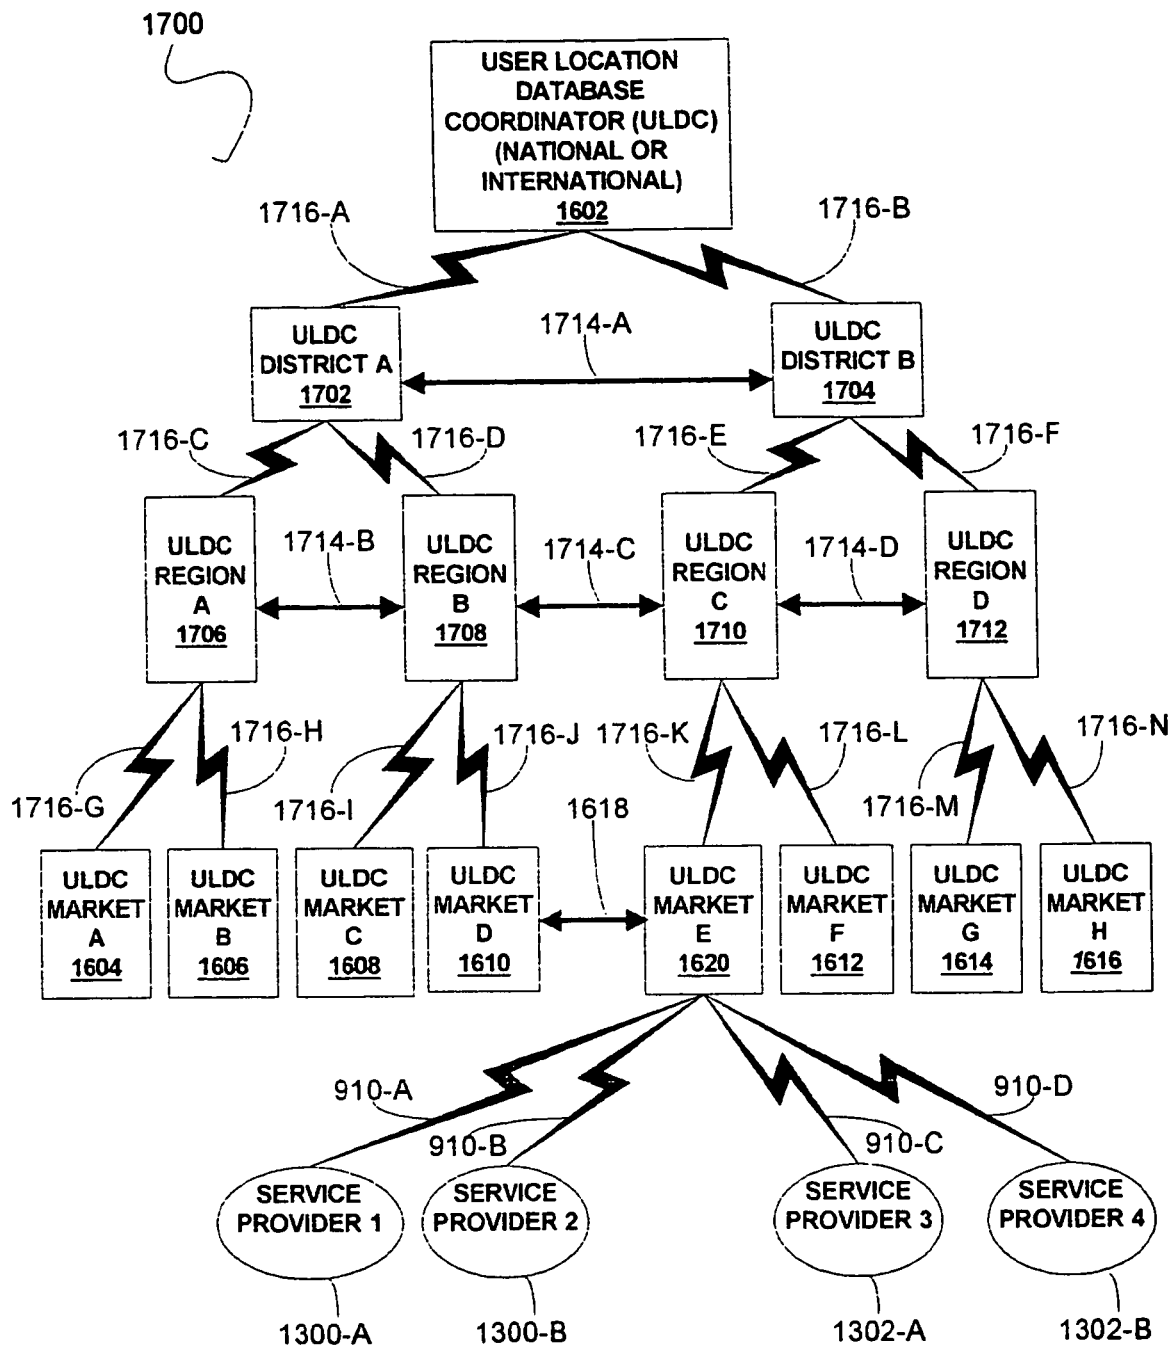 1700
USER LOCATION
DATABASE
COORDINATOR (ULDC)
(NATIONAL OR
INTERNATIONAL)
1602
1716-A
1716-B
ULDC
DISTRICT A
1702
1714-A
ULDC
DISTRICT B
1704
1716-C
1716-D
1716-E
1716-F
ULDC
REGION
A
1706
1714-B
ULDC
REGION
B
1708
1714-C
ULDC
REGION
C
1710
1714-D
ULDC
REGION
D
1712
1716-G
1716-H
1716-I
1716-J
1716-K
1716-L
1716-M
1716-N
1618
ULDC
MARKET
A
1604
ULDC
MARKET
B
1606
ULDC
MARKET
C
1608
ULDC
MARKET
D
1610
ULDC
MARKET
E
1620
ULDC
MARKET
F
1612
ULDC
MARKET
G
1614
ULDC
MARKET
H
1616
910-A
910-B
910-C
910-D
SERVICE
PROVIDER 1
SERVICE
PROVIDER 2
SERVICE
PROVIDER 3
SERVICE
PROVIDER 4
1300-A
1300-B
1302-A
1302-B